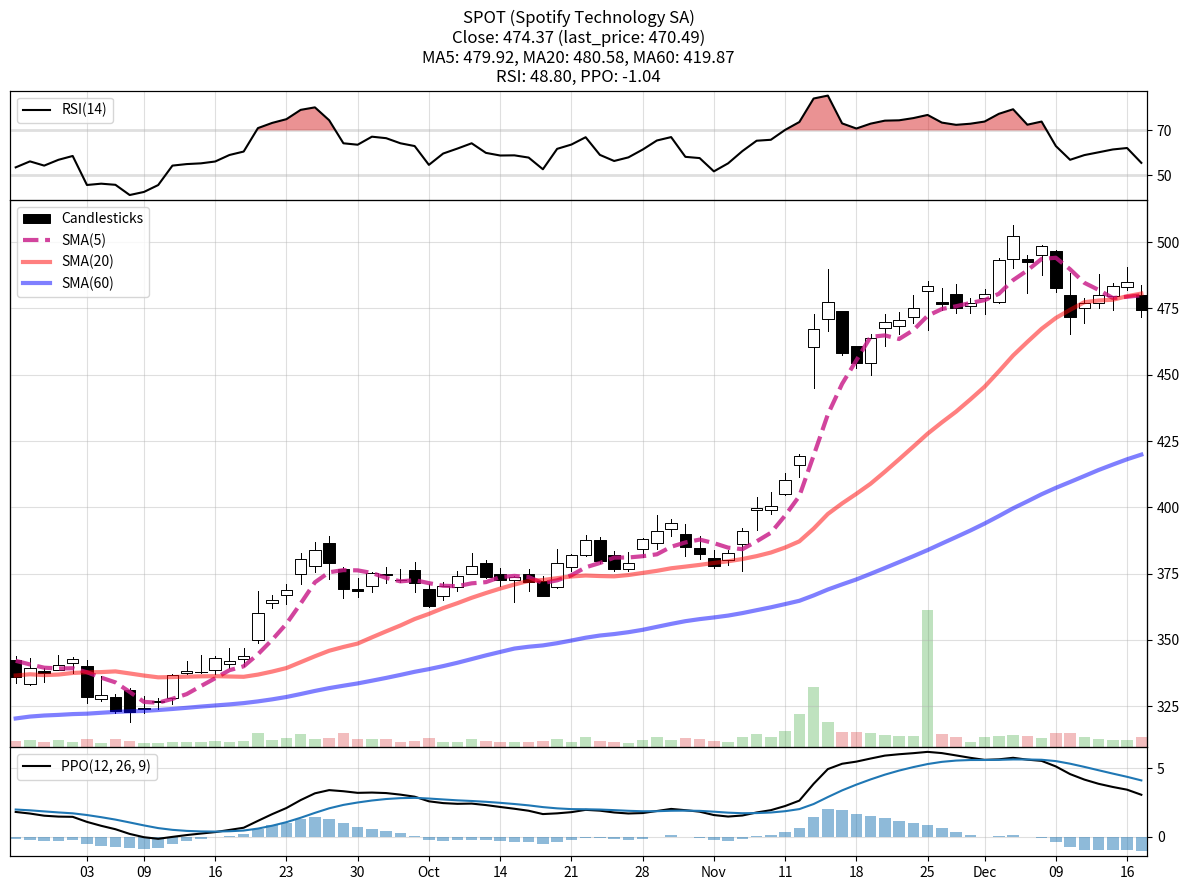 SPOT (Spotify Technology SA)
Close: 474.37 (last_price: 470.49)
MA5: 479.92, MA20: 480.58, MA60: 419.87
RSI: 48.80, PPO: -1.04
RSI(14)
70
50
Candlesticks
SMA(5)
SMA(20)
SMA(60)
500
475
450
425
400
375
350
325
PPO(12, 26, 9)
5
0
03 09 16 23 30 Oct 14 21 28 Nov 11 18 25 Dec 09 16